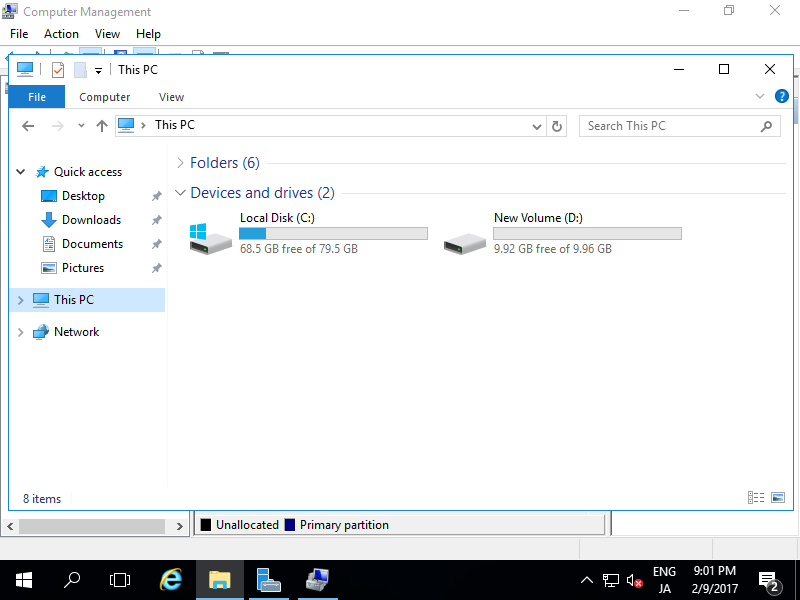 Computer Management
File Action View Help
This PC
File Computer View
This PC
Search This PC
Quick access
Desktop
Downloads
Documents
Pictures
This PC
Network
Folders (6)
Devices and drives (2)
Local Disk (C:)
68.5 GB free of 79.5 GB
New Volume (D:)
9.92 GB free of 9.96 GB
8 items
Unallocated Primary partition
ENG
JA
9:01 PM
2/9/2017
2